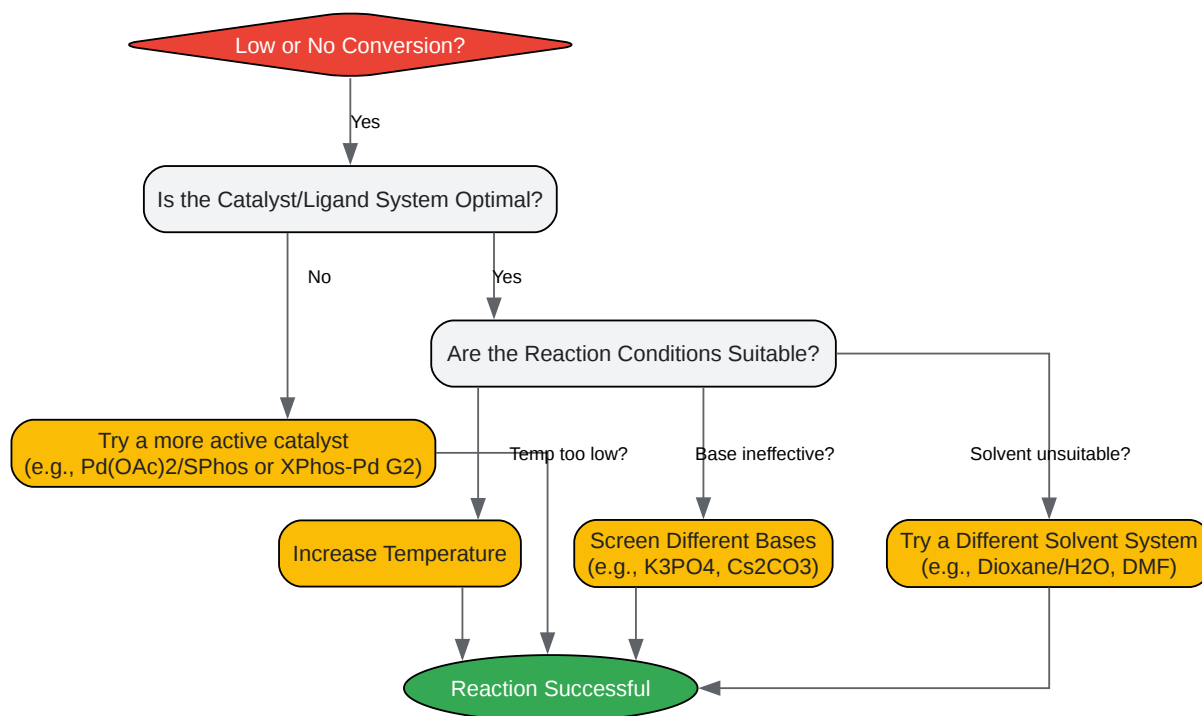 Low or No Conversion?
Yes
Is the Catalyst/Ligand System Optimal?
No
Yes
Are the Reaction Conditions Suitable?
Try a more active catalyst
(e.g., Pd(OAc)2/SPhos or XPhos-Pd G2)
Temp too low?
Base ineffective?
Solvent unsuitable?
Increase Temperature
Screen Different Bases
(e.g., K3PO4, Cs2CO3)
Try a Different Solvent System
(e.g., Dioxane/H2O, DMF)
Reaction Successful